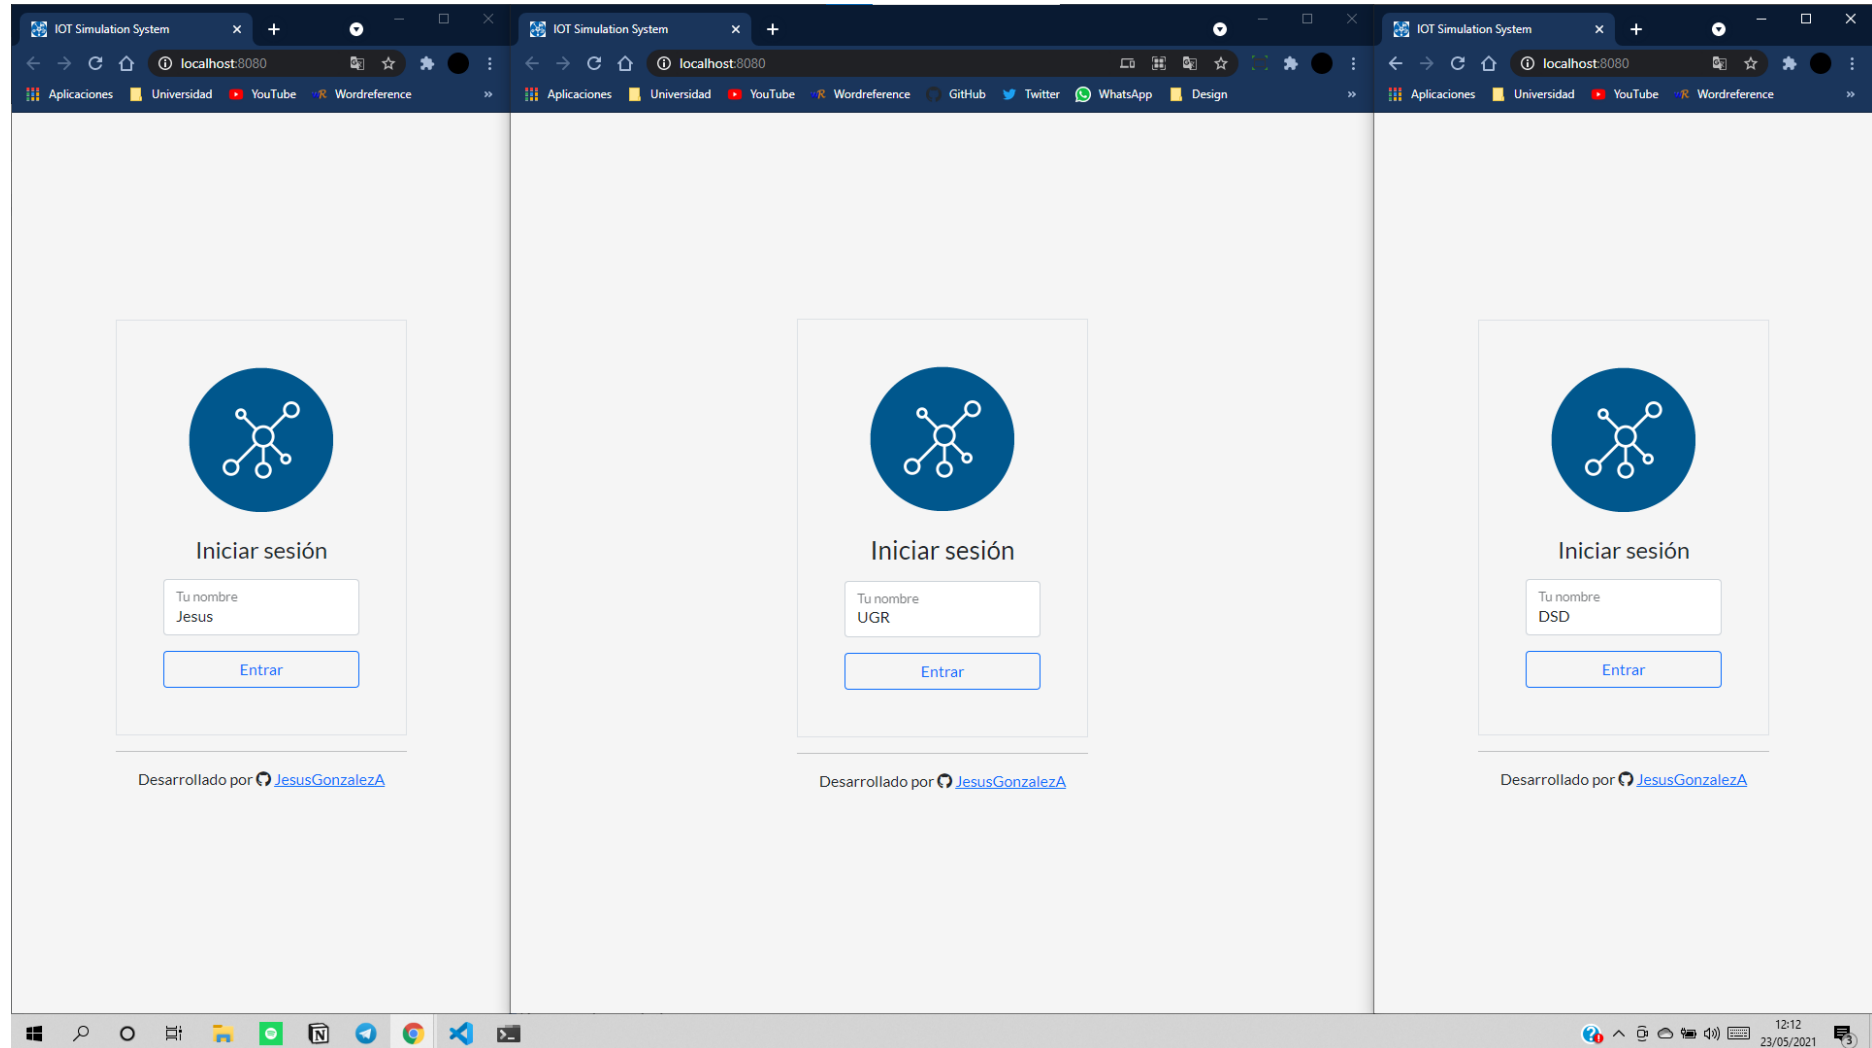 IOT Simulation System
localhost:8080
Aplicaciones Universidad YouTube Wordreference »
Iniciar sesión
Tu nombre
Jesus
Entrar
Desarrollado por JesusGonzalezA
IOT Simulation System
localhost:8080
Aplicaciones Universidad YouTube Wordreference GitHub Twitter WhatsApp Design »
Iniciar sesión
Tu nombre
UGR
Entrar
Desarrollado por JesusGonzalezA
IOT Simulation System
localhost:8080
Aplicaciones Universidad YouTube Wordreference »
Iniciar sesión
Tu nombre
DSD
Entrar
Desarrollado por JesusGonzalezA
12:12
23/05/2021
3